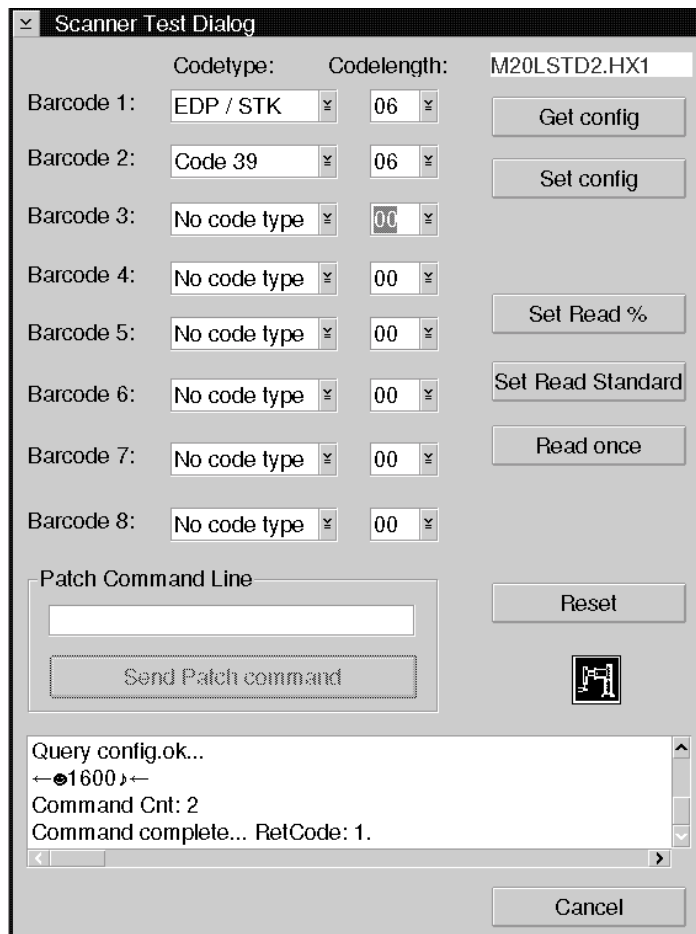 Scanner Test Dialog
Codetype: Codelength: M20LSTD2.HX1
Barcode 1: EDP / STK 06 Get config
Barcode 2: Code 39 06 Set config
Barcode 3: No code type 00
Barcode 4: No code type 00 Set Read %
Barcode 5: No code type 00
Barcode 6: No code type 00 Set Read Standard
Barcode 7: No code type 00 Read once
Barcode 8: No code type 00
Patch Command Line Reset
Send Patch command
Query config.ok...
←☻1600♪←
Command Cnt: 2
Command complete... RetCode: 1.
Cancel